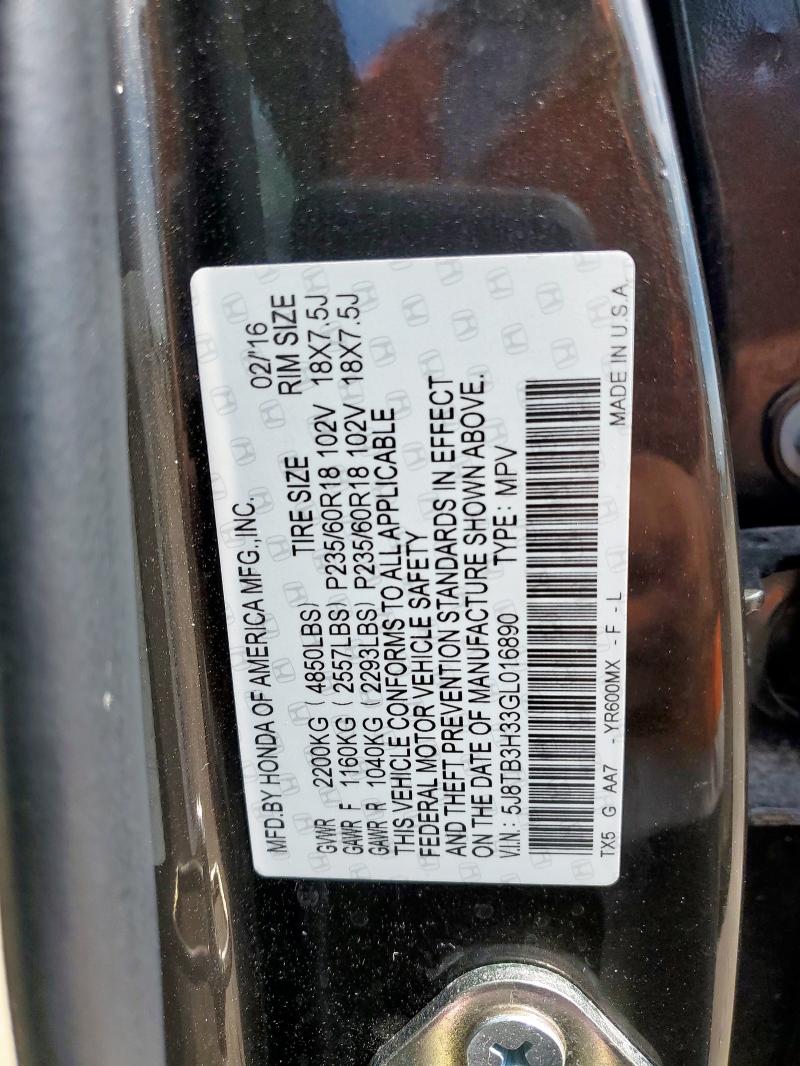 MFD.BY HONDA OF AMERICA MFG.,INC. 02/'16
TIRE SIZE RIM SIZE
GVWR 2200KG (4850LBS)
GAWR F 1160KG (2557LBS) P235/60R18 102V 18X7.5J
GAWR R 1040KG (2293LBS) P235/60R18 102V 18X7.5J
THIS VEHICLE CONFORMS TO ALL APPLICABLE
FEDERAL MOTOR VEHICLE SAFETY
AND THEFT PREVENTION STANDARDS IN EFFECT
ON THE DATE OF MANUFACTURE SHOWN ABOVE.
V.I.N.: 5J8TB3H33GL016890 TYPE: MPV
TX5 G AA7 -YR600MX -F -L MADE IN U.S.A.